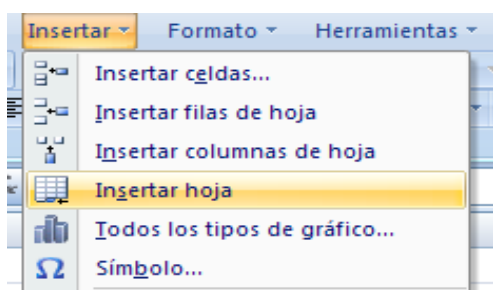 Insertar Formato Herramientas
Insertar celdas...
Insertar filas de hoja
Insertar columnas de hoja
Insertar hoja
Todos los tipos de gráfico...
Símbolo...